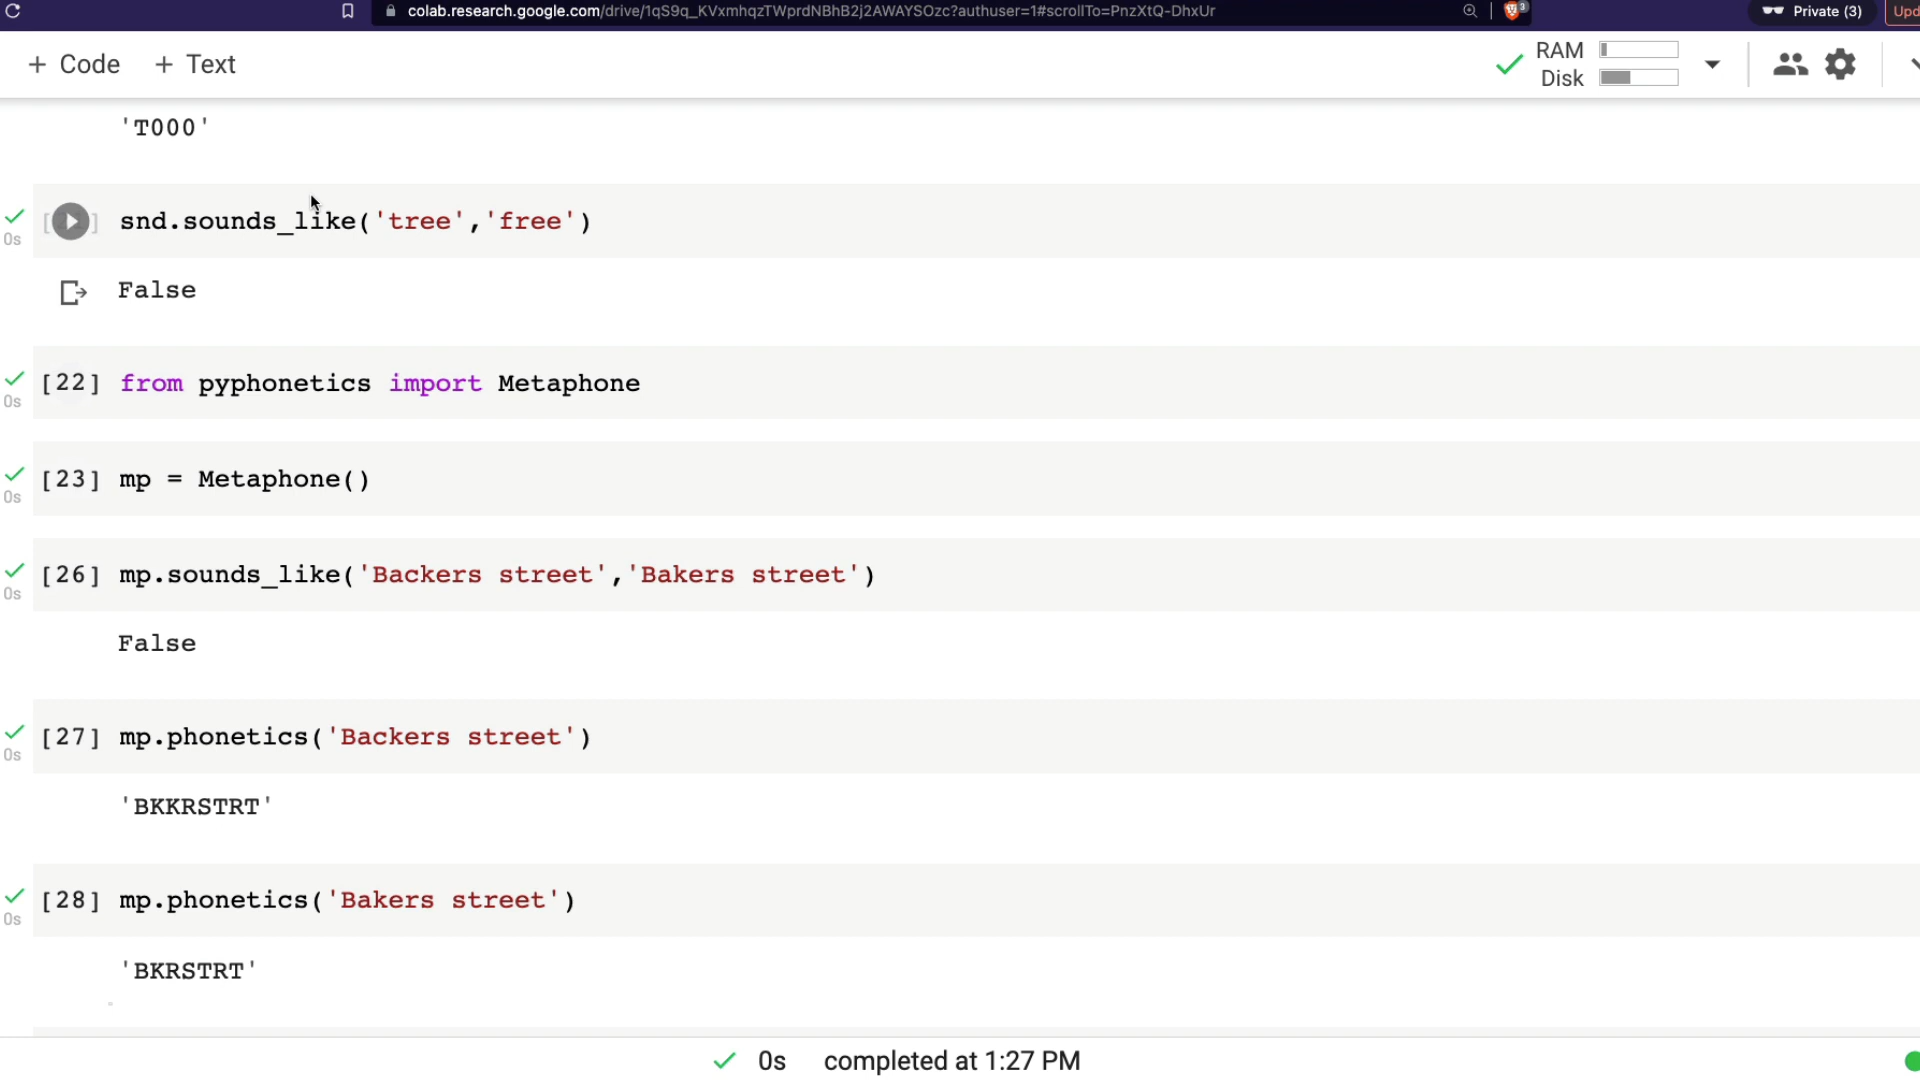 colab.research.google.com/drive/1qS9q_KVxmhqzTWprdNBhB2j2AWAYSOzc?authuser=1#scrollTo=PnzXtQ-DhxUr
3
Private (3)
Upd
+ Code + Text
RAM
Disk
'T000'
snd.sounds_like('tree','free')
0s
False
[22] from pyphonetics import Metaphone
0s
[23] mp = Metaphone()
0s
[26] mp.sounds_like('Backers street','Bakers street')
0s
False
[27] mp.phonetics('Backers street')
0s
'BKKRSTRT'
[28] mp.phonetics('Bakers street')
0s
'BKRSTRT'
0s completed at 1:27 PM